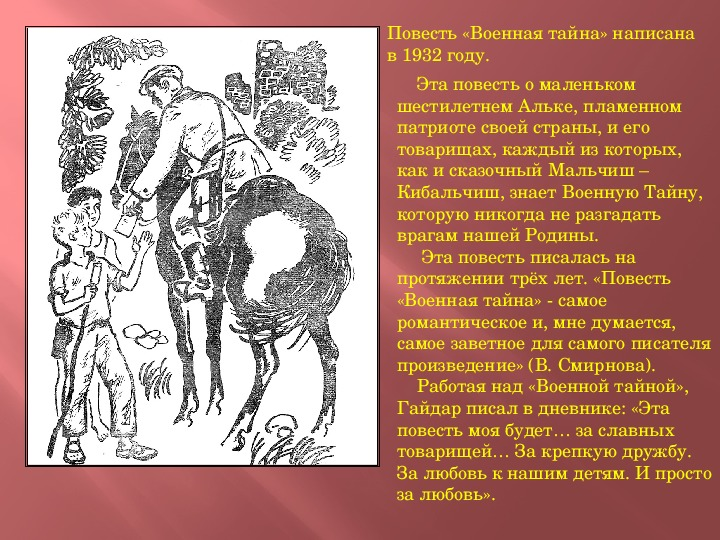 Повесть «Военная тайна» написана
в 1932 году.
Эта повесть о маленьком
шестилетнем Альке, пламенном
патриоте своей страны, и его
товарищах, каждый из которых,
как и сказочный Мальчиш –
Кибальчиш, знает Военную Тайну,
которую никогда не разгадать
врагам нашей Родины.
Эта повесть писалась на
протяжении трёх лет. «Повесть
«Военная тайна» - самое
романтическое и, мне думается,
самое заветное для самого писателя
произведение» (В. Смирнова).
Работая над «Военной тайной»,
Гайдар писал в дневнике: «Эта
повесть моя будет… за славных
товарищей… За крепкую дружбу.
За любовь к нашим детям. И просто
за любовь».